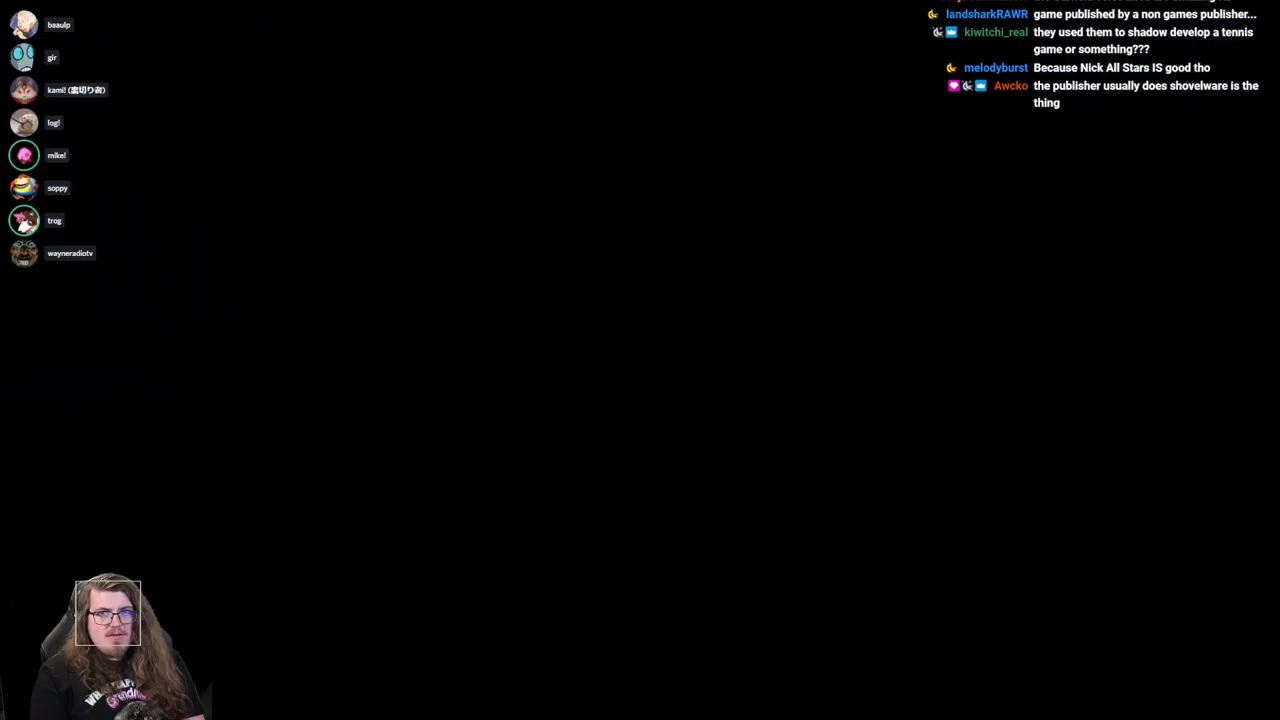 baaulp
glr
kami! (裏切り者)
log!
mike!
soppy
trog
wayneradiotv
landsharkRAWR game published by a non games publisher...
kiwitchi_real they used them to shadow develop a tennis
game or something???
melodyburst Because Nick All Stars IS good tho
Awcko the publisher usually does shovelware is the
thing